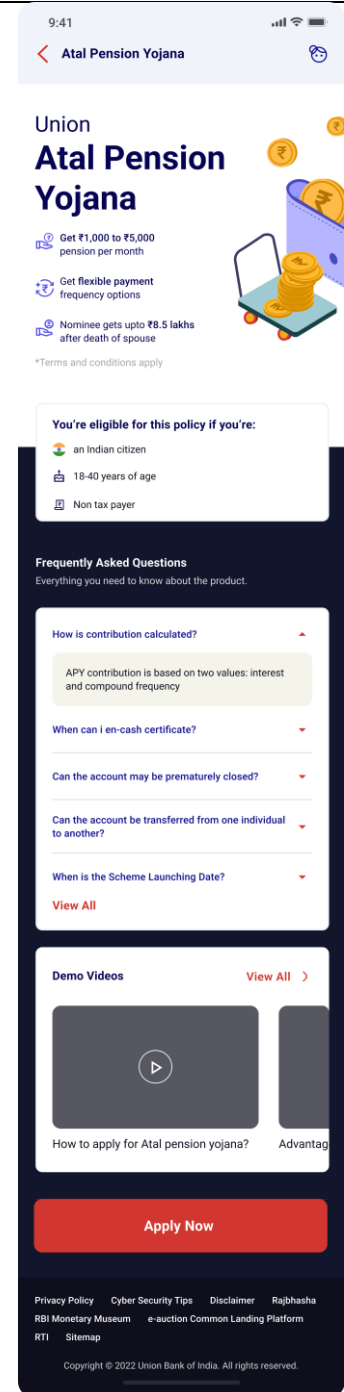 9:41
Atal Pension Yojana
Union
Atal Pension
Yojana
Get ₹1,000 to ₹5,000
pension per month
Get flexible payment
frequency options
Nominee gets upto ₹8.5 lakhs
after death of spouse
*Terms and conditions apply
You're eligible for this policy if you're:
an Indian citizen
18-40 years of age
Non tax payer
Frequently Asked Questions
Everything you need to know about the product.
How is contribution calculated?
APY contribution is based on two values: interest
and compound frequency
When can i en-cash certificate?
Can the account may be prematurely closed?
Can the account be transferred from one individual
to another?
When is the Scheme Launching Date?
View All
Demo Videos View All
How to apply for Atal pension yojana? Advantag
Apply Now
Privacy Policy Cyber Security Tips Disclaimer Rajbhasha
RBI Monetary Museum e-auction Common Landing Platform
RTI Sitemap
Copyright © 2022 Union Bank of India. All rights reserved.